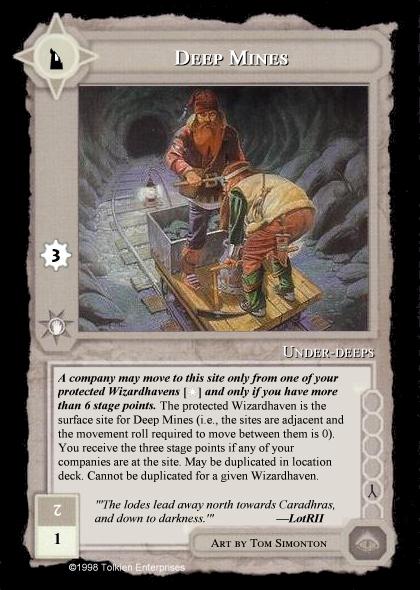 DEEP MINES
3
UNDER-DEEPS
A company may move to this site only from one of your
protected Wizardhavens [☀] and only if you have more
than 6 stage points. The protected Wizardhaven is the
surface site for Deep Mines (i.e., the sites are adjacent and
the movement roll required to move between them is 0).
You receive the three stage points if any of your
companies are at the site. May be duplicated in location
deck. Cannot be duplicated for a given Wizardhaven.
2
1
"'The lodes lead away north towards Caradhras,
and down to darkness.'" —LotRII
ART BY TOM SIMONTON
©1998 Tolkien Enterprises